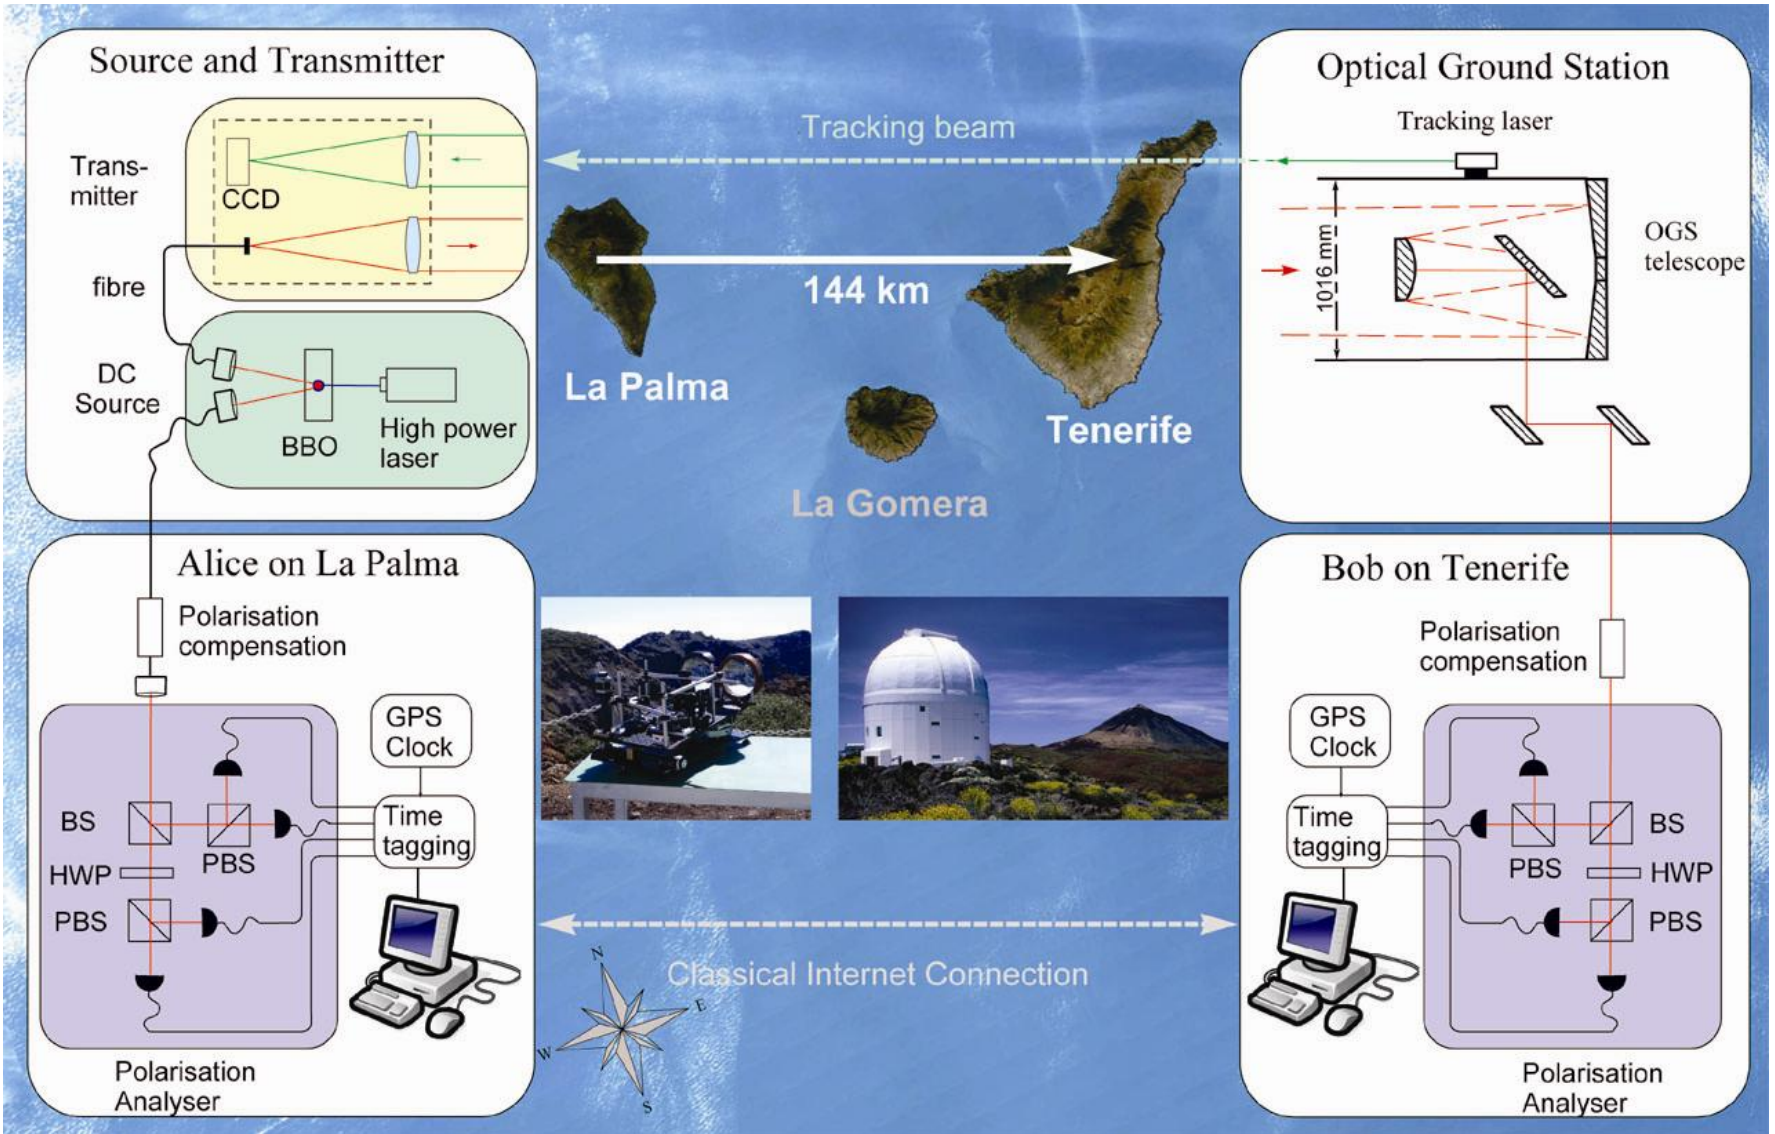 Source and Transmitter
Trans-
mitter
CCD
fibre
DC
Source
BBO
High power
laser
Tracking beam
144 km
La Palma
Tenerife
La Gomera
Optical Ground Station
Tracking laser
1016 mm
OGS
telescope
Alice on La Palma
Polarisation
compensation
GPS
Clock
BS
PBS
HWP
PBS
Time
tagging
Polarisation
Analyser
Classical Internet Connection
N
E
W
S
Bob on Tenerife
Polarisation
compensation
GPS
Clock
Time
tagging
BS
PBS
HWP
PBS
Polarisation
Analyser